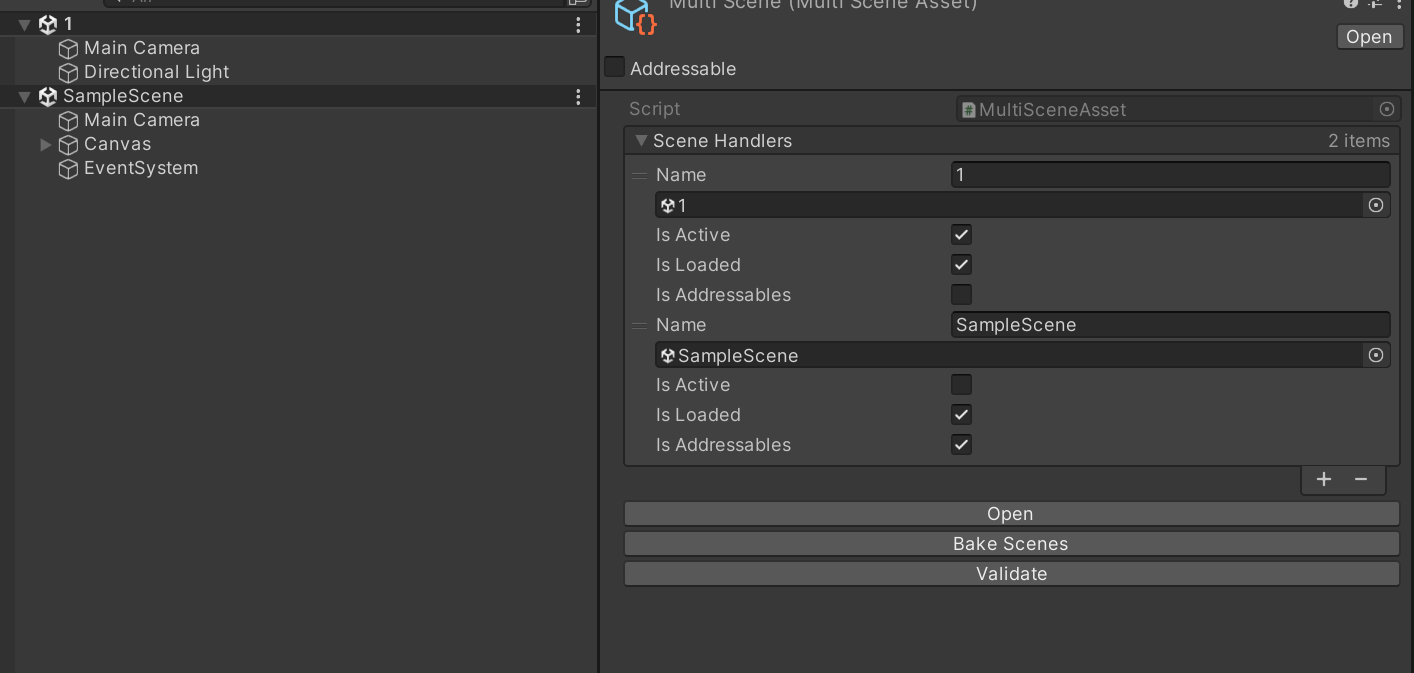 1
Main Camera
Directional Light
SampleScene
Main Camera
Canvas
EventSystem
Multi Scene (Multi Scene Asset)
Open
Addressable
Script
MultiSceneAsset
Scene Handlers
2 items
Name
1
1
Is Active
Is Loaded
Is Addressables
Name
SampleScene
SampleScene
Is Active
Is Loaded
Is Addressables
Open
Bake Scenes
Validate